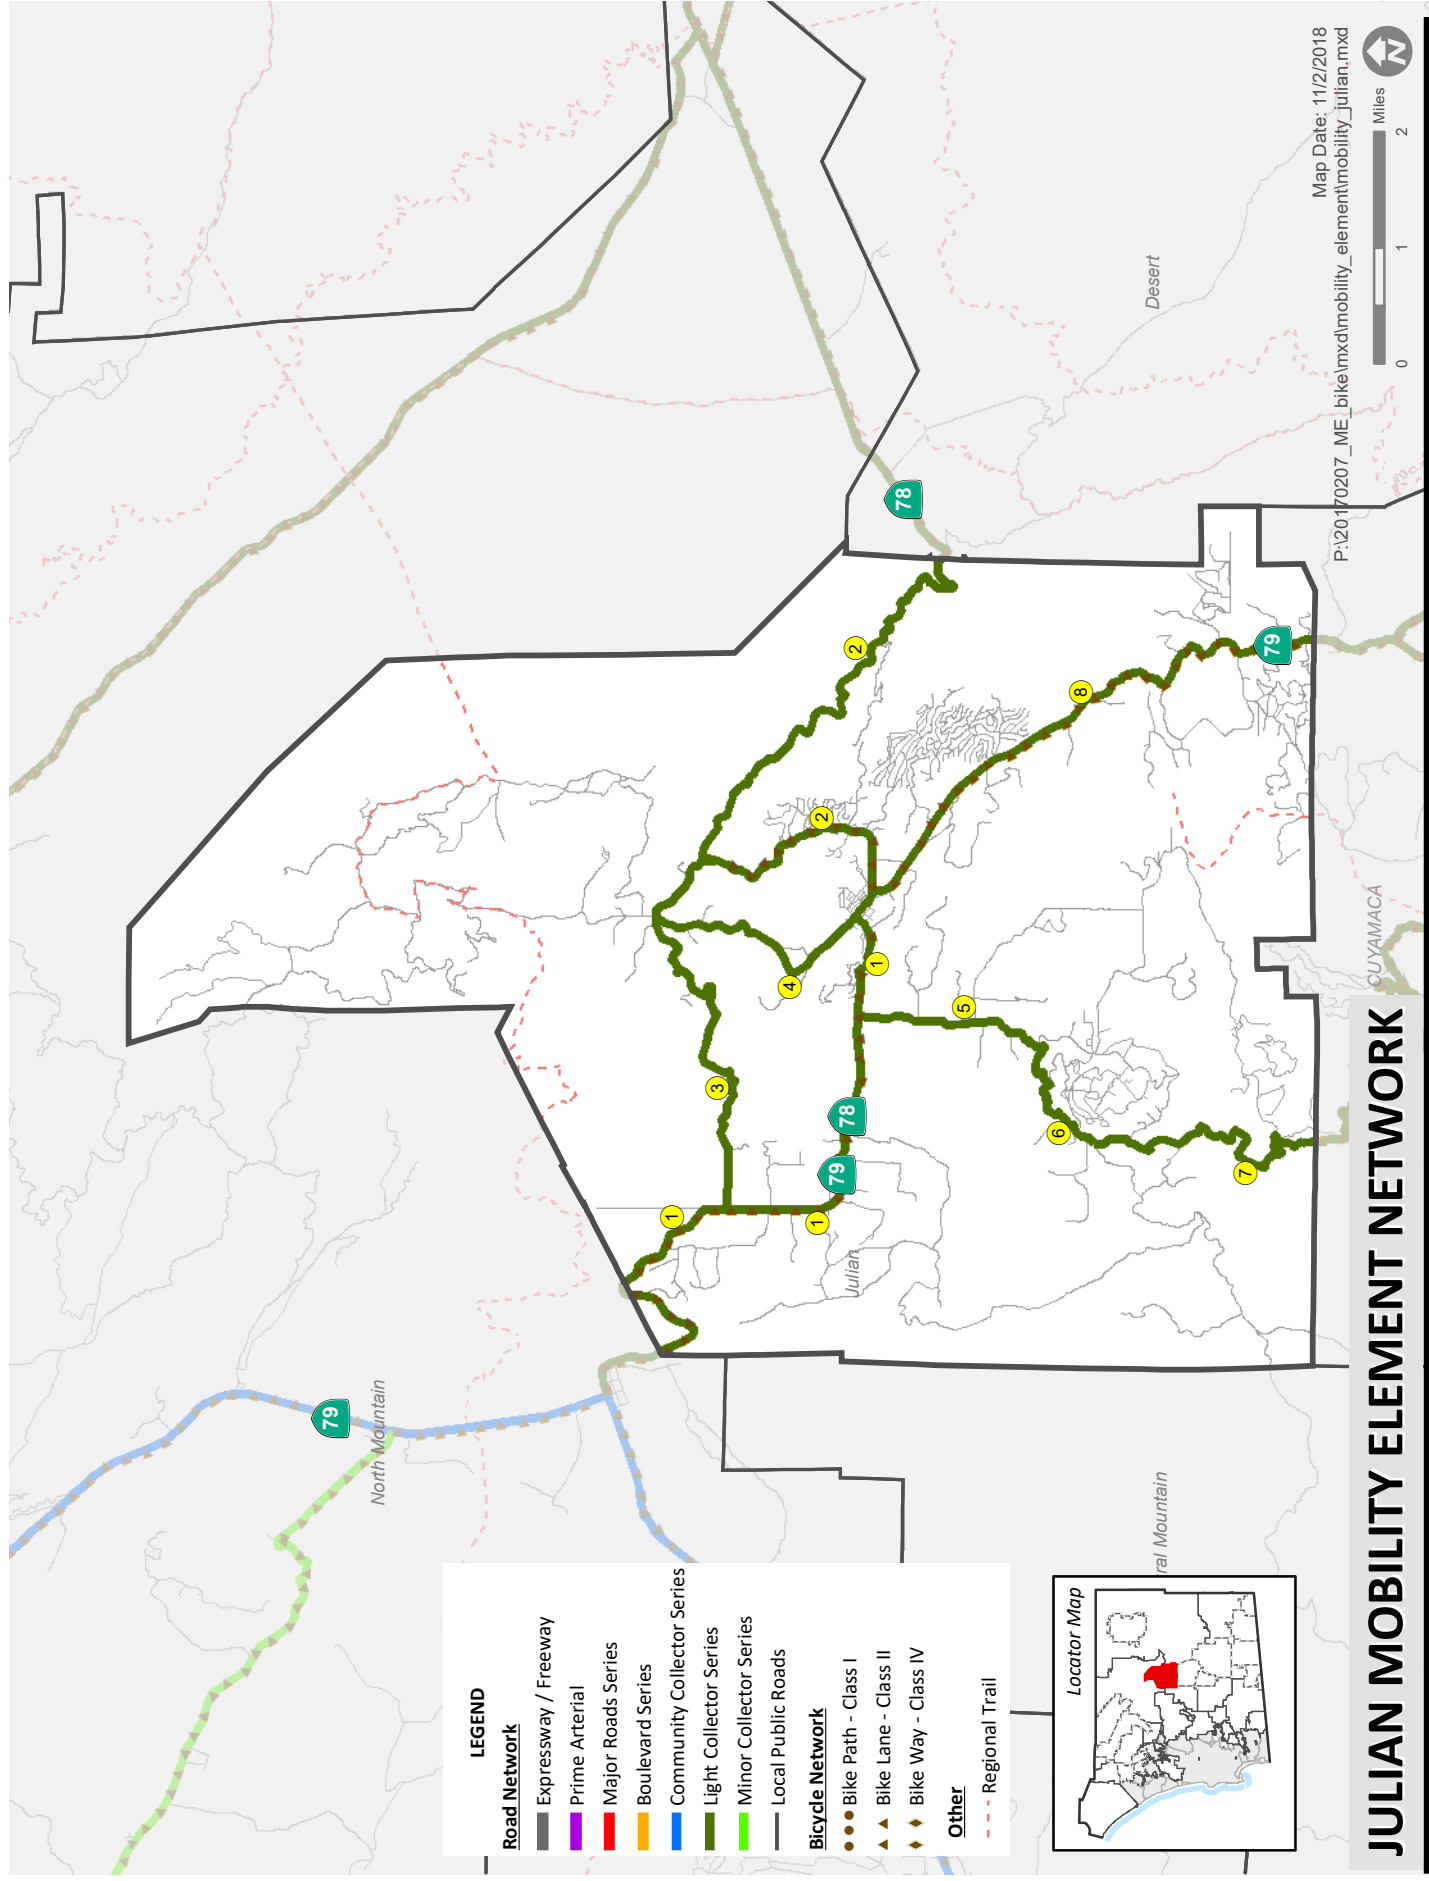 JULIAN MOBILITY ELEMENT NETWORK
LEGEND
Road Network
Expressway / Freeway
Prime Arterial
Major Roads Series
Boulevard Series
Community Collector Series
Light Collector Series
Minor Collector Series
Local Public Roads
Bicycle Network
Bike Path - Class I
Bike Lane - Class II
Bike Way - Class IV
Other
Regional Trail
Locator Map
North Mountain
79
ral Mountain
Julian
1
1
79
78
3
4
1
5
6
7
2
2
8
79
78
CUYAMACA
Desert
Map Date: 11/2/2018
P:\20170207_ME_bike\mxd\mobility_element\mobility_julian.mxd
0 1 2
Miles
N